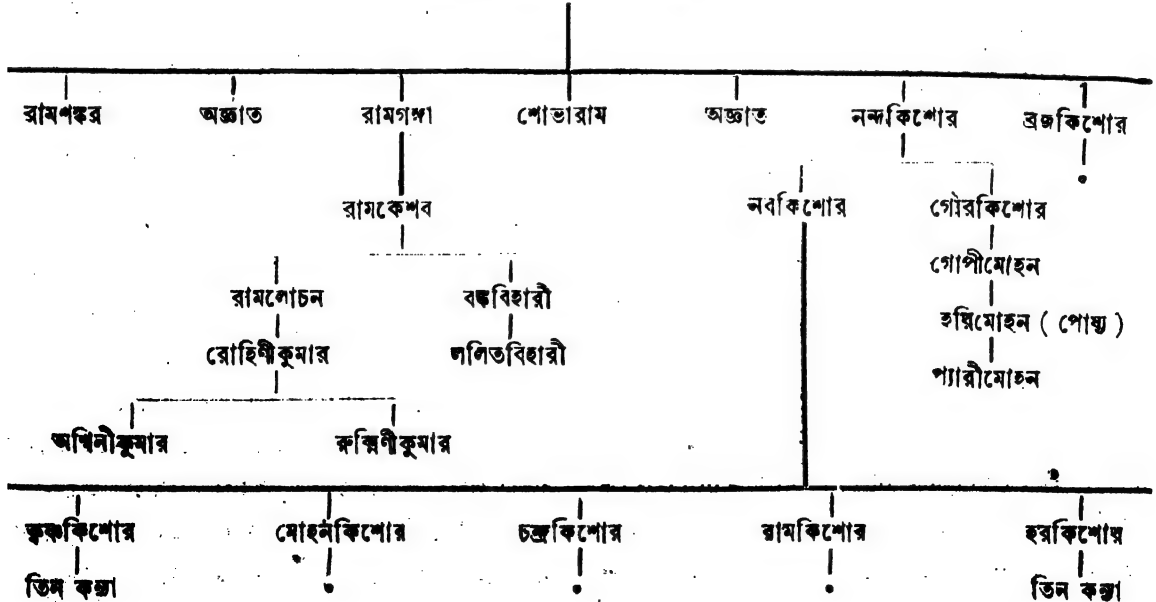 রামশঙ্কর অজ্ঞাত রামগঙ্গা শোভারাম অজ্ঞাত নন্দকিশোর ব্রজকিশোর
রামকেশব নবকিশোর গৌরকিশোর
গোপীমোহন
রামলোচন বঙ্কবিহারী হরিমোহন ( পোষ্য )
রোহিণীকুমার ললিতবিহারী
প্যারীমোহন
অশ্বিনীকুমার রুক্মিণীকুমার
কৃষ্ণকিশোর মোহনকিশোর চন্দ্রকিশোর রামকিশোর হরকিশোর
তিন কন্যা তিন কন্যা